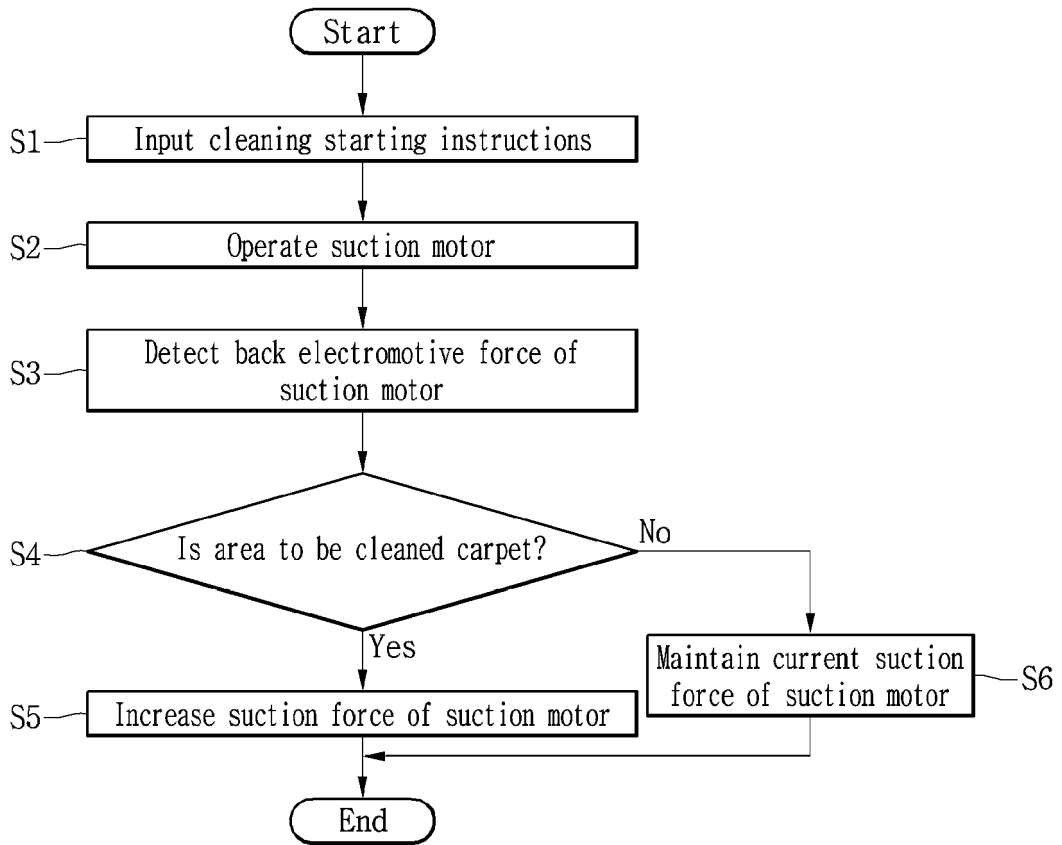 Start
S1
Input cleaning starting instructions
S2
Operate suction motor
S3
Detect back electromotive force of
suction motor
S4
Is area to be cleaned carpet?
No
Yes
Maintain current suction
force of suction motor
S6
S5
Increase suction force of suction motor
End